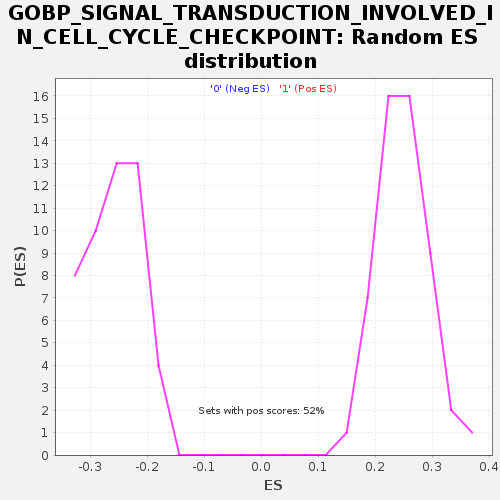 GOBP_SIGNAL_TRANSDUCTION_INVOLVED_I
N_CELL_CYCLE_CHECKPOINT: Random ES
distribution
'0' (Neg ES) '1' (Pos ES)
16
15
14
13
12
11
10
9
8
7
6
5
4
3
2
1
0
P(ES)
Sets with pos scores: 52%
-0.3 -0.2 -0.1 0.0 0.1 0.2 0.3 0.4
ES